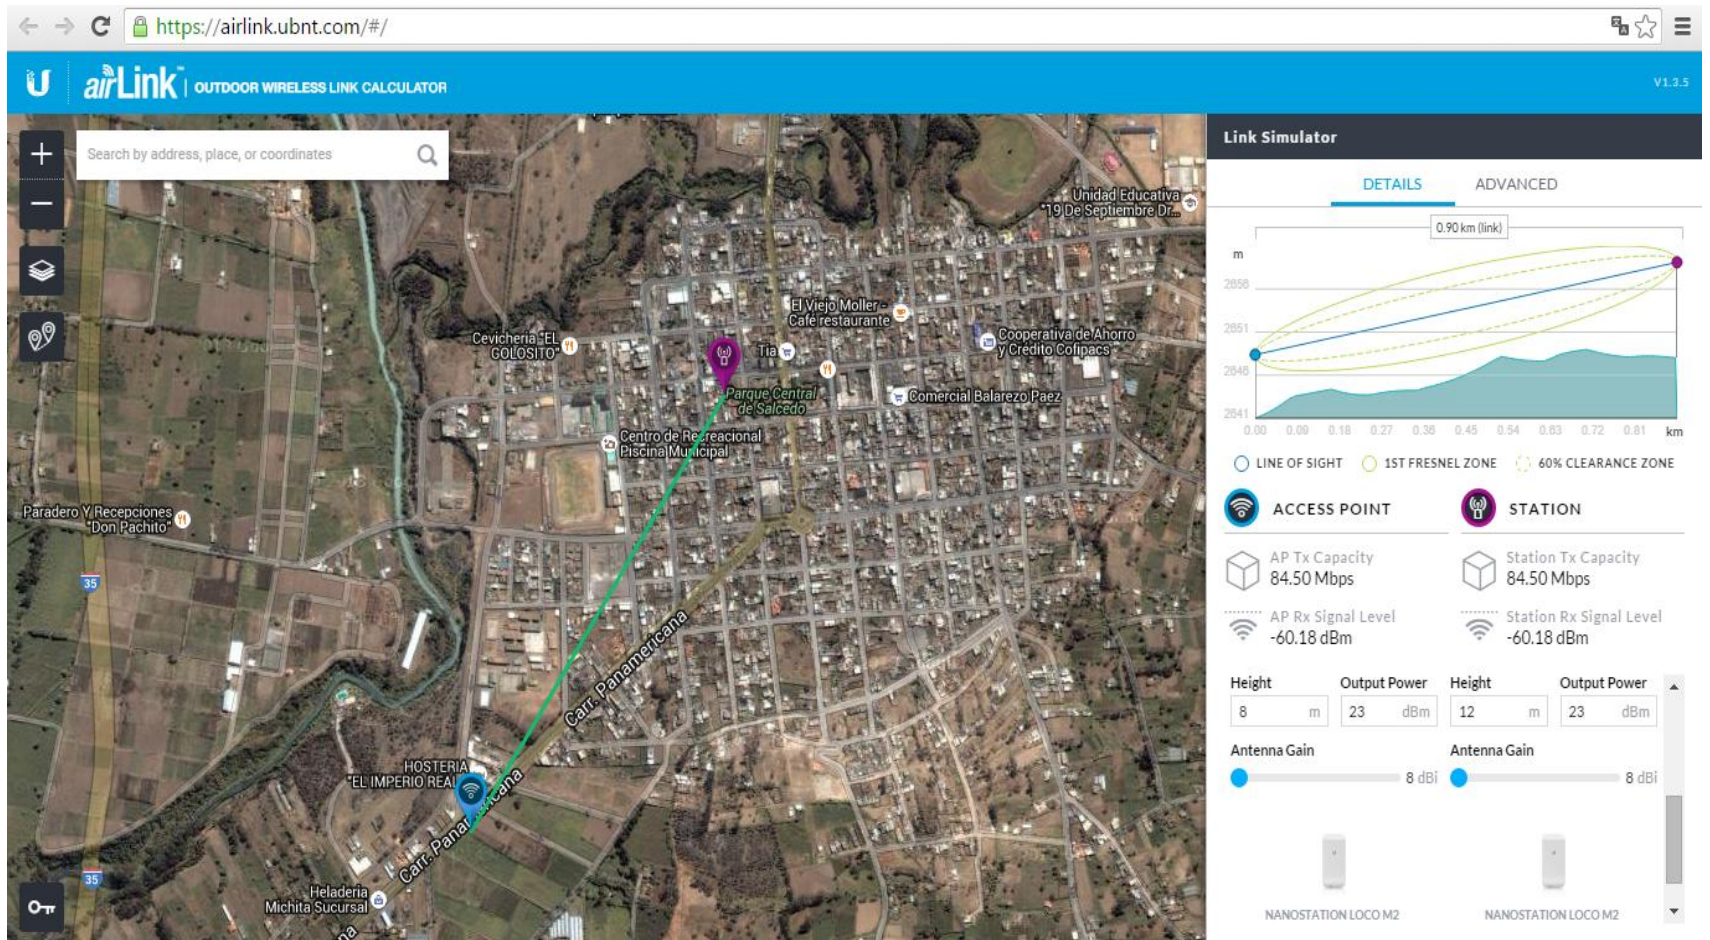 https://airlink.ubnt.com/#/
airLink™ | OUTDOOR WIRELESS LINK CALCULATOR
V1.3.5
Search by address, place, or coordinates
Link Simulator
DETAILS
ADVANCED
Unidad Educativa
"19 De Septiembre Dr...
El Viejo Moller -
Café restaurante
Cevicheria "EL
GOLOSITO"
Tia
Cooperativa de Ahorro
y Credito Cofipacs
Parque Central
de Salcedo
Comercial Balarezo Paez
Centro de Recreacional
Piscina Municipal
Paradero Y Recepciones
"Don Pachito"
35
Carr. Panamericana
HOSTERIA
"EL IMPERIO REAL
Carr. Panamericana
35
Heladeria
Michita Sucursal
na
0.90 km (link)
m
2656
2651
2646
2641
0.00 0.09 0.18 0.27 0.36 0.45 0.54 0.63 0.72 0.81 km
LINE OF SIGHT
1ST FRESNEL ZONE
60% CLEARANCE ZONE
ACCESS POINT
STATION
AP Tx Capacity
84.50 Mbps
Station Tx Capacity
84.50 Mbps
AP Rx Signal Level
-60.18 dBm
Station Rx Signal Level
-60.18 dBm
Height Output Power Height Output Power
8 m 23 dBm 12 m 23 dBm
Antenna Gain Antenna Gain
8 dBi 8 dBi
NANOSTATION LOCO M2 NANOSTATION LOCO M2